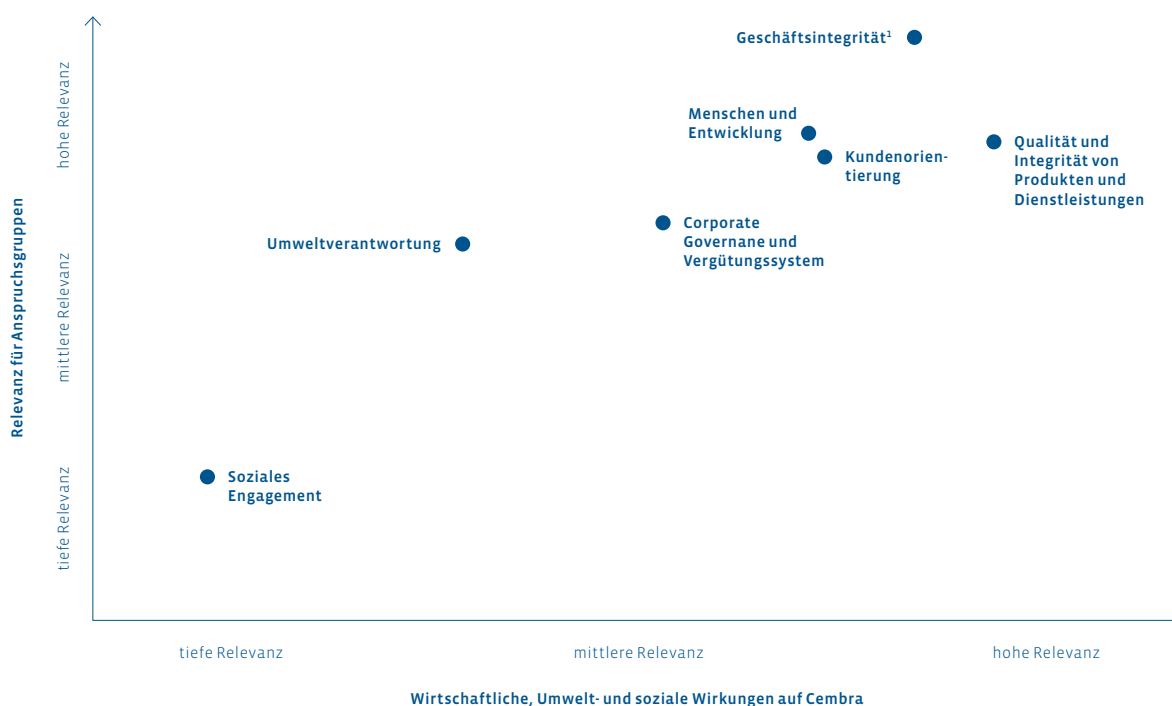 Geschäftsintegrität¹
hohe Relevanz
Menschen und
Entwicklung
Kundenorien-
tierung
Qualität und
Integrität von
Produkten und
Dienstleistungen
Relevanz für Anspruchsgruppen
mittlere Relevanz
Umweltverantwortung
Corporate
Governane und
Vergütungssystem
tiefe Relevanz
Soziales
Engagement
tiefe Relevanz
mittlere Relevanz
hohe Relevanz
Wirtschaftliche, Umwelt- und soziale Wirkungen auf Cembra